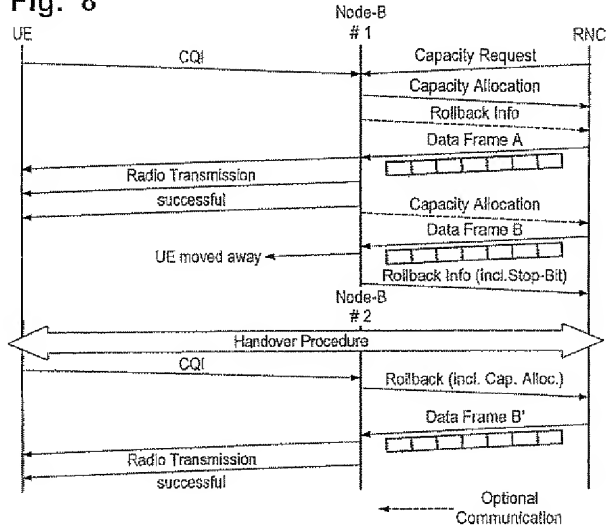 Fig. 8
UE
Node-B
# 1
RNC
CQI
Capacity Request
Capacity Allocation
Rollback Info
Data Frame A
Radio Transmission
successful
Capacity Allocation
Data Frame B
UE moved away
Rollback Info (incl.Stop-Bit)
Node-B
# 2
Handover Procedure
CQI
Rollback (incl. Cap. Alloc.)
Data Frame B'
Radio Transmission
successful
Optional
Communication